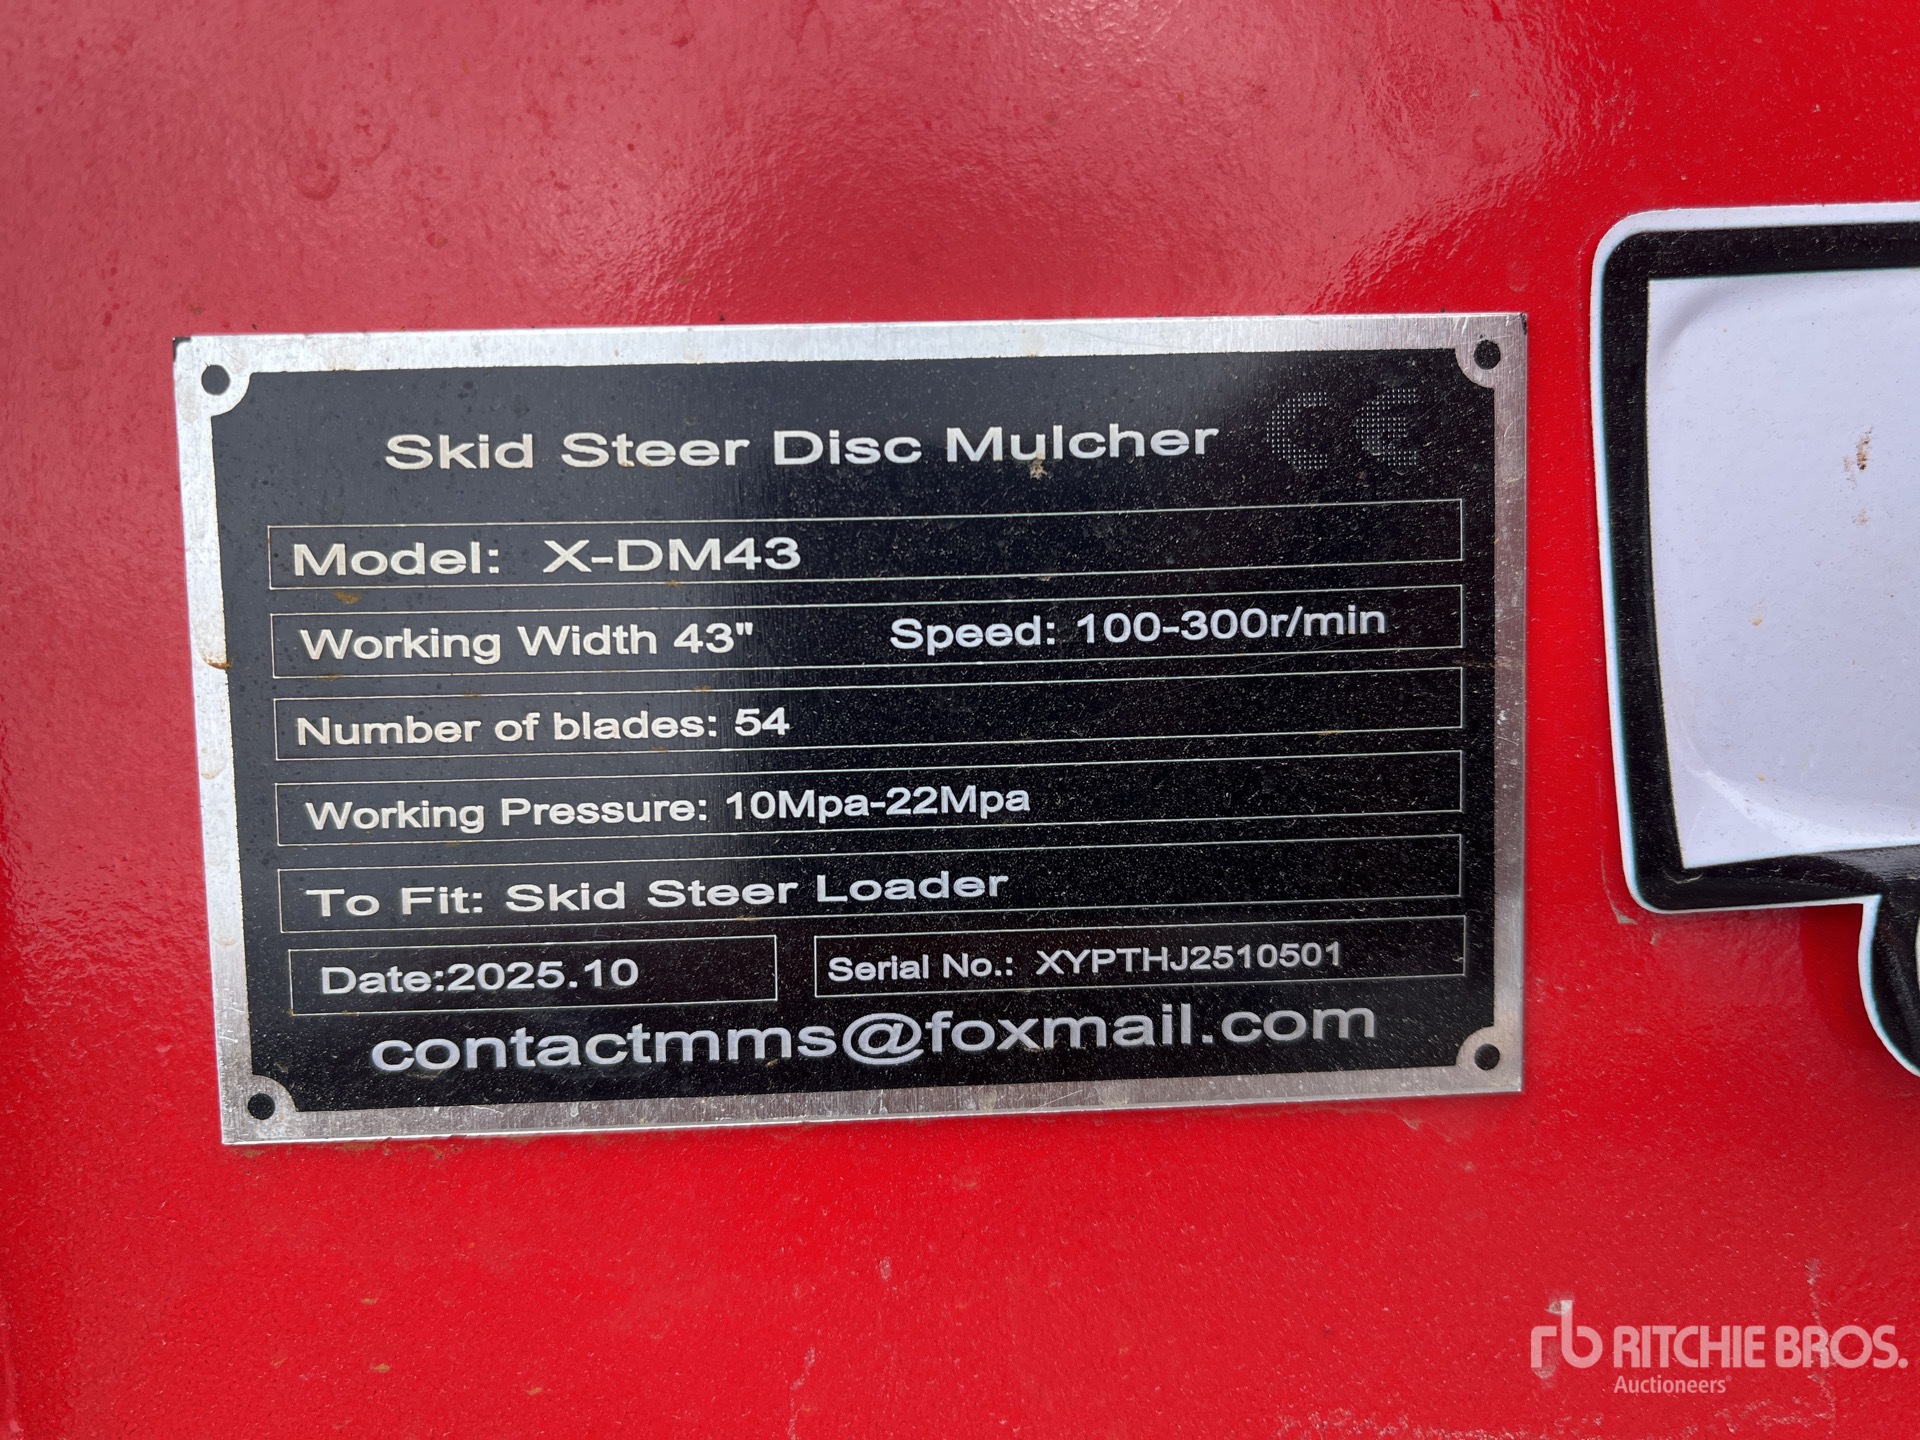 Skid Steer Disc Mulcher CE
Model: X-DM43
Working Width 43" Speed: 100-300r/min
Number of blades: 54
Working Pressure: 10Mpa-22Mpa
To Fit: Skid Steer Loader
Date:2025.10 Serial No.: XYPTHJ2510501
contactmms@foxmail.com
rb RITCHIE BROS.
Auctioneers